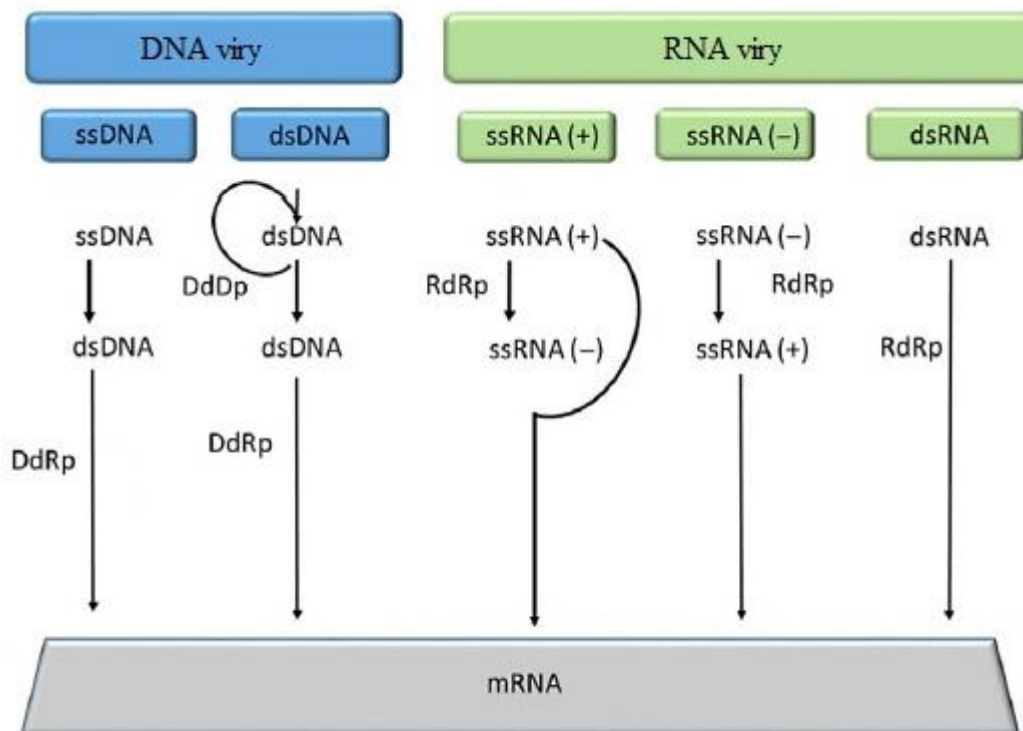 DNA viry
RNA viry
ssDNA
dsDNA
ssRNA (+)
ssRNA (−)
dsRNA
ssDNA
dsDNA
ssRNA (+)
ssRNA (−)
dsRNA
DdDp
RdRp
RdRp
dsDNA
dsDNA
ssRNA (−)
ssRNA (+)
RdRp
DdRp
DdRp
mRNA